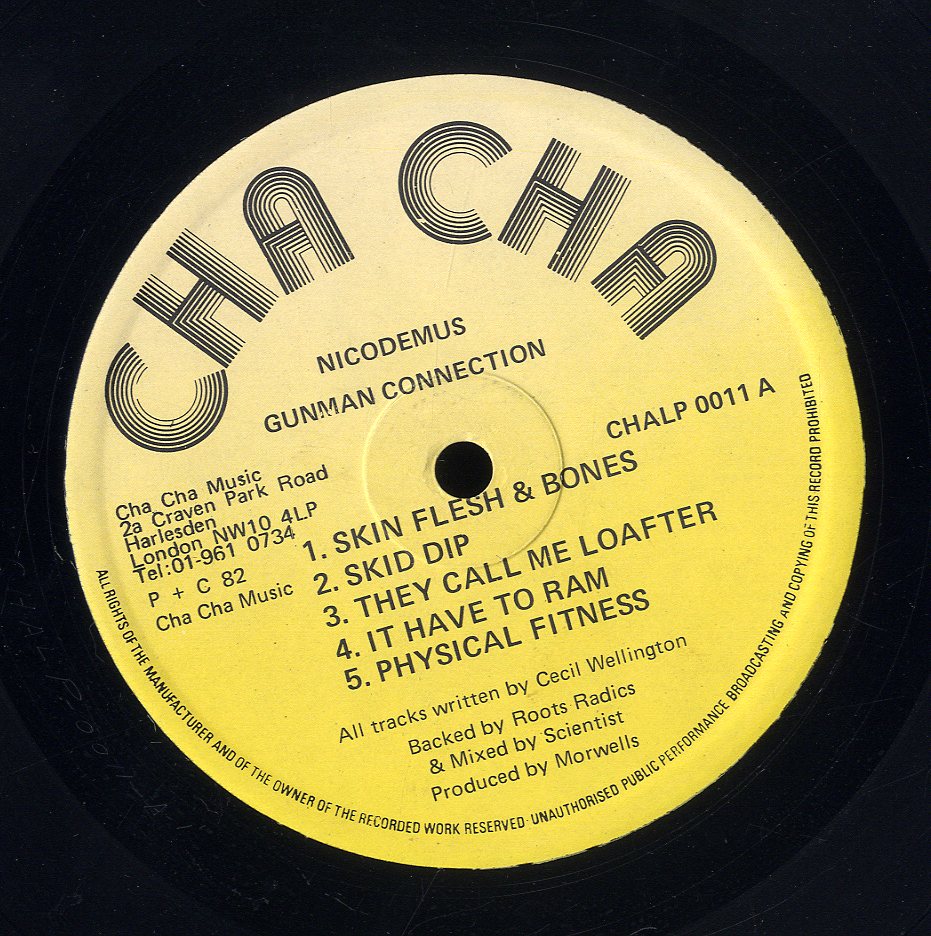 CHA CHA
NICODEMUS
GUNMAN CONNECTION
CHALP 0011 A
Cha Cha Music
2a Craven Park Road
Harlesden
London NW10 4LP
Tel:01-961 0734
P + C 82
Cha Cha Music
1. SKIN FLESH & BONES
2. SKID DIP
3. THEY CALL ME LOAFTER
4. IT HAVE TO RAM
5. PHYSICAL FITNESS
All tracks written by Cecil Wellington
Backed by Roots Radics
& Mixed by Scientist
Produced by Morwells
ALL RIGHTS OF THE MANUFACTURER AND OF THE OWNER OF THE RECORDED WORK RESERVED· UNAUTHORISED PUBLIC PERFORMANCE BROADCASTING AND COPYING OF THIS RECORD PROHIBITED